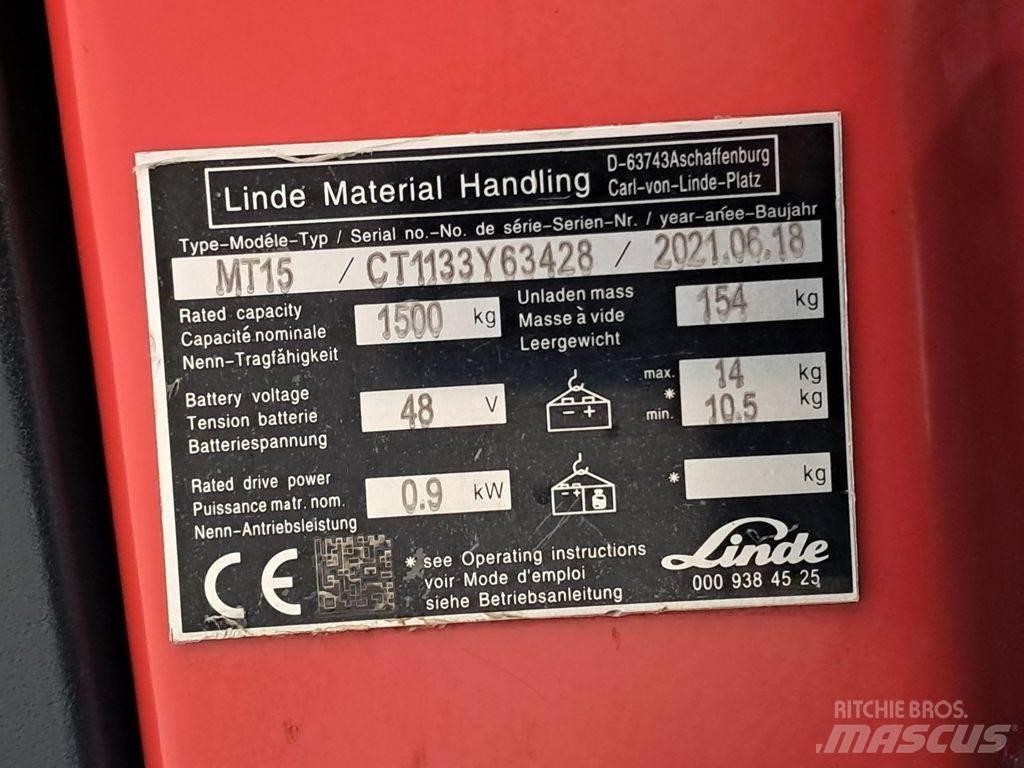 Linde Material Handling
D-63743Aschaffenburg
Carl-von-Linde-Platz
Type-Modéle-Typ / Serial no.-No. de série-Serien-Nr. / year-anee-Baujahr
MT15 / CT1133Y63428 / 2021.06.18
Rated capacity
Capacité nominale
Nenn-Tragfähigkeit
1500 kg
Unladen mass
Masse à vide
Leergewicht
154 kg
Battery voltage
Tension batterie
Batteriespannung
48 V
max. 14 kg
*
min. 10.5 kg
Rated drive power
Puissance matr. nom.
Nenn-Antriebsleistung
0.9 kW
* kg
CE
* see Operating instructions
voir Mode d'emploi
siehe Betriebsanleitung
Linde
000 938 45 25
RITCHIE BROS.
MASCUS